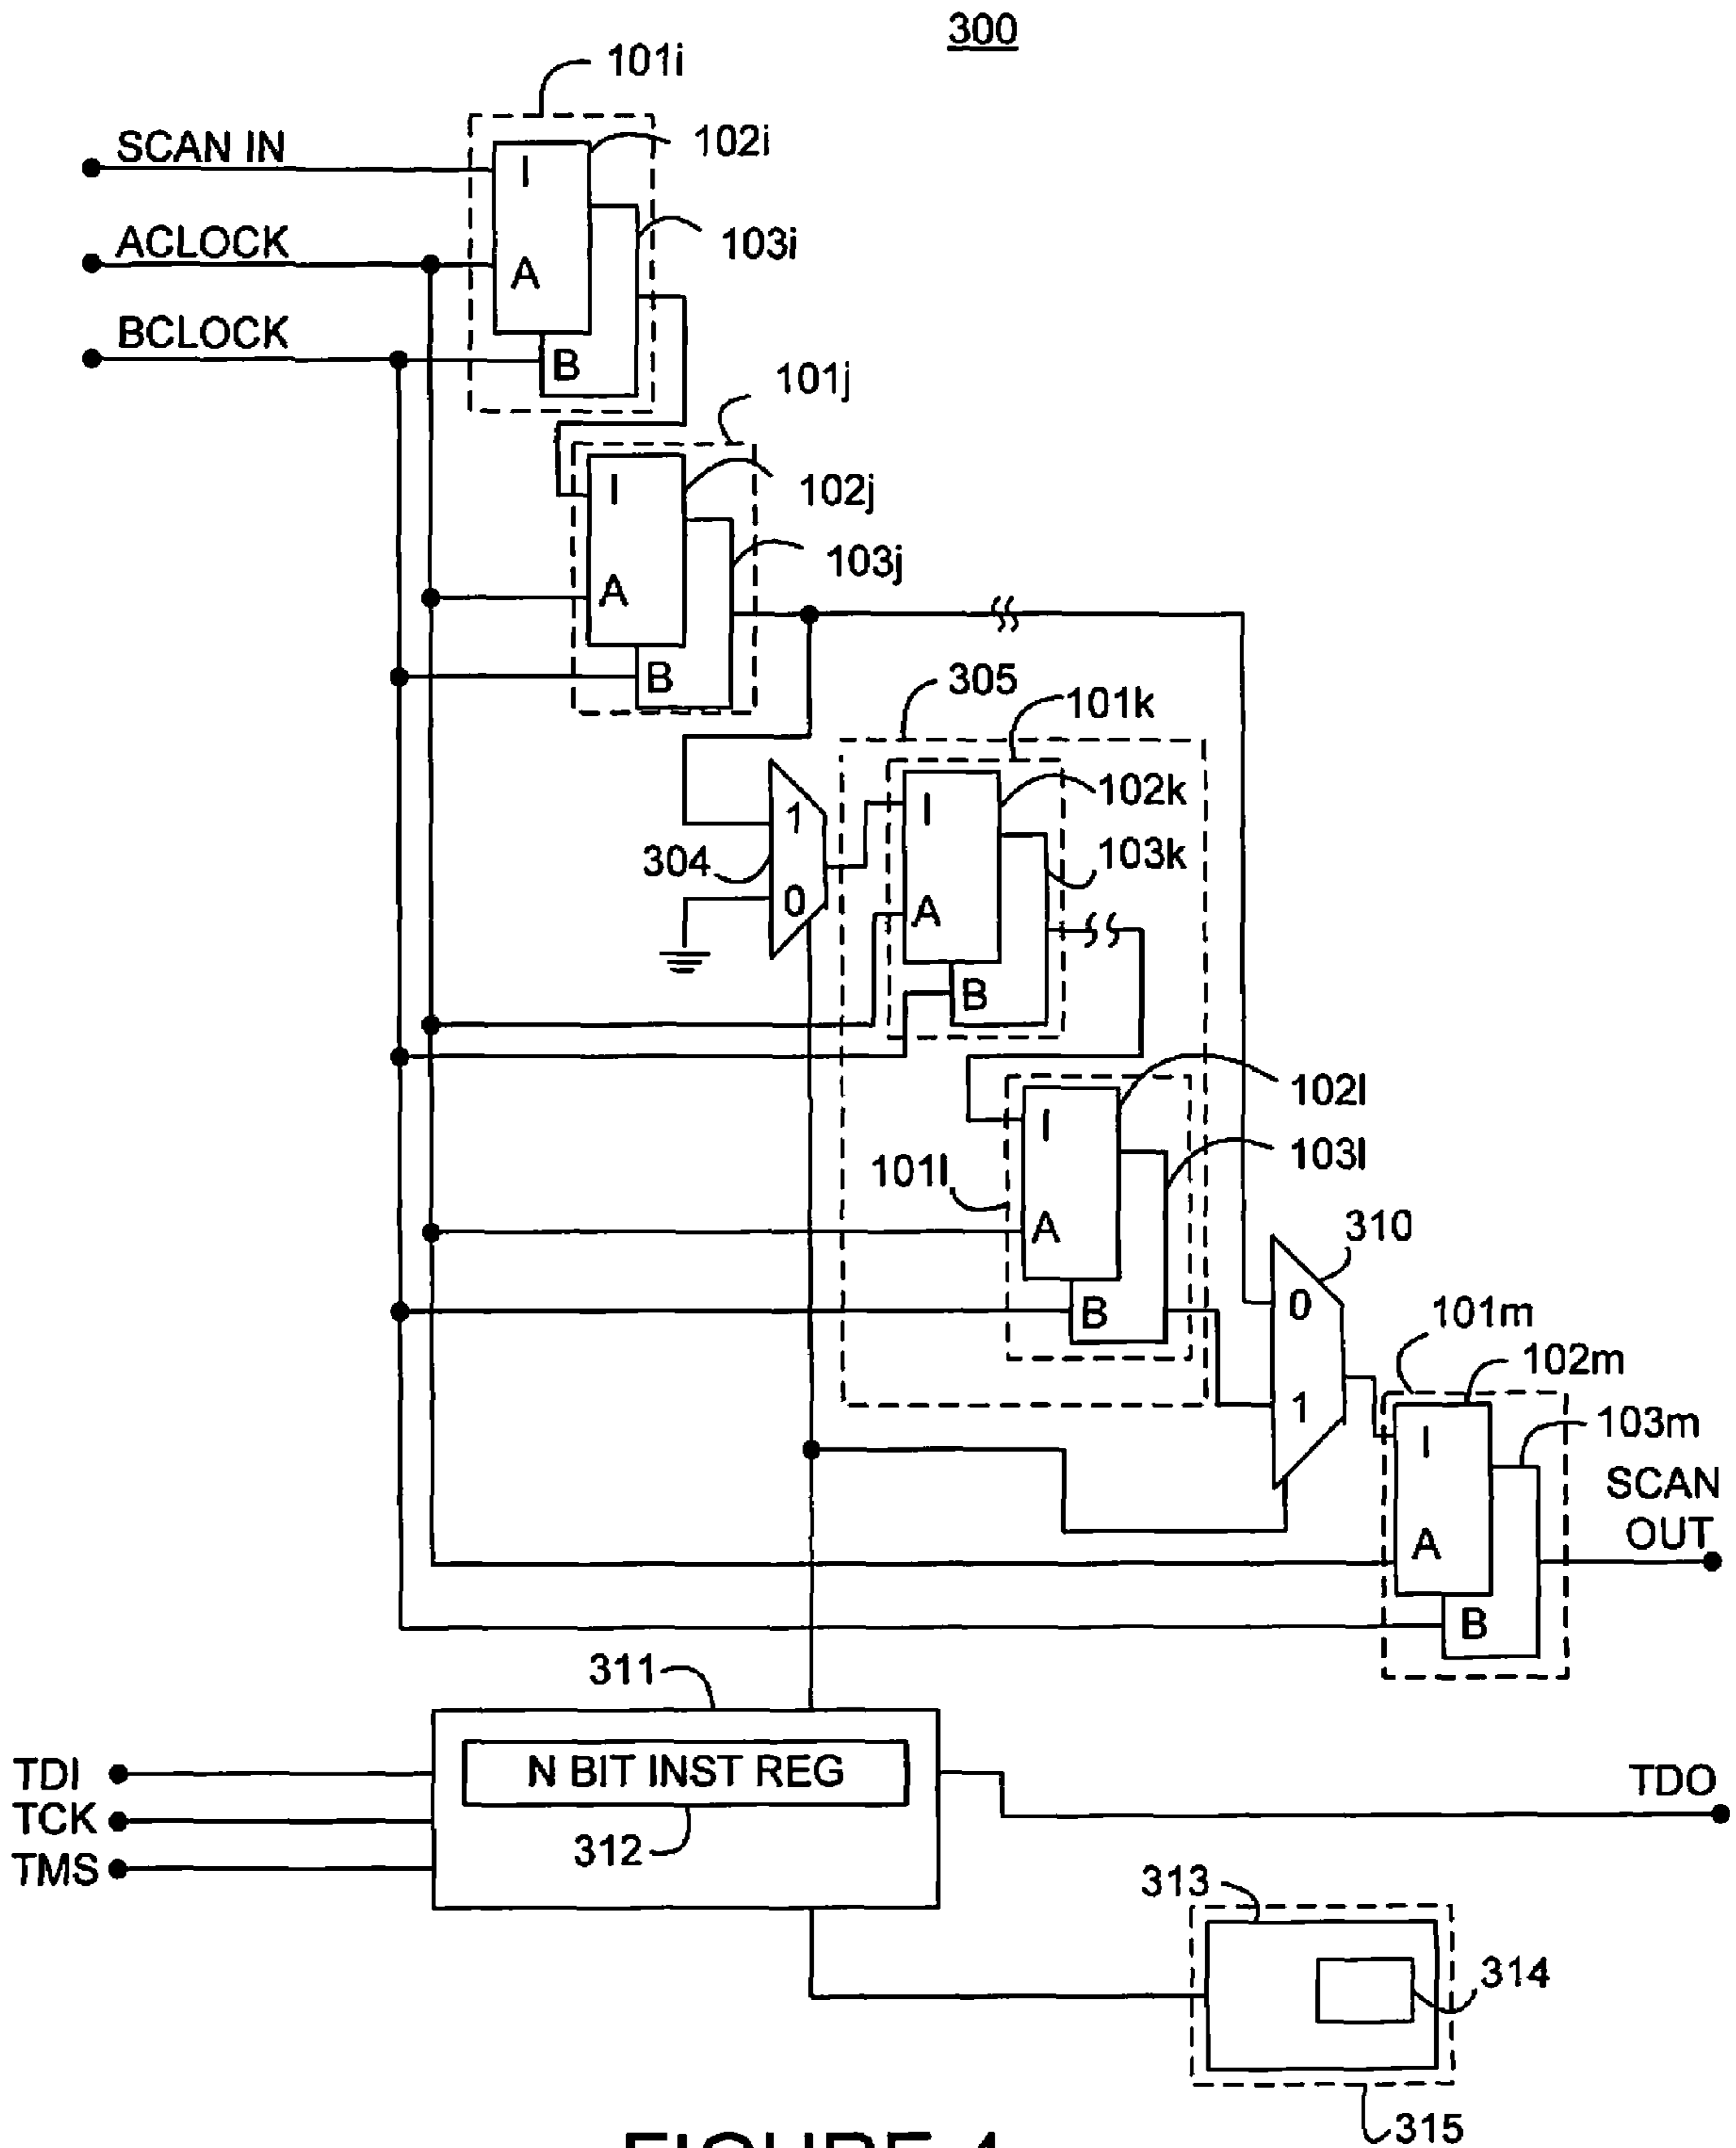 300
101i
SCAN IN
102i
I
ACLOCK
103i
A
BCLOCK
B
101j
I
102j
103j
A
B
305
101k
102k
I
1
304
103k
0
A
B
102l
I
103l
101l
A
310
0
B
101m
102m
1
103m
I
SCAN
OUT
A
B
311
TDI
N BIT INST REG
TDO
TCK
312
TMS
313
314
315